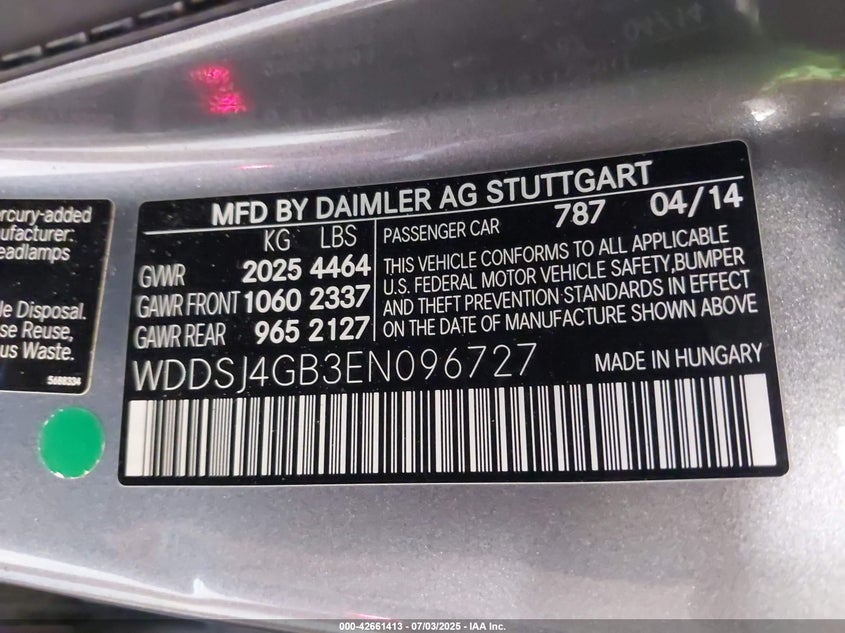 rcury-added
nufacturer:
eadlamps
le Disposal.
se Reuse,
us Waste.
5688334
MFD BY DAIMLER AG STUTTGART
KG LBS
GVWR 2025 4464
GAWR FRONT 1060 2337
GAWR REAR 965 2127
PASSENGER CAR 787 04/14
THIS VEHICLE CONFORMS TO ALL APPLICABLE
U.S. FEDERAL MOTOR VEHICLE SAFETY,BUMPER
AND THEFT PREVENTION STANDARDS IN EFFECT
ON THE DATE OF MANUFACTURE SHOWN ABOVE
WDDSJ4GB3EN096727 MADE IN HUNGARY
000-42661413 - 07/03/2025 - IAA Inc.